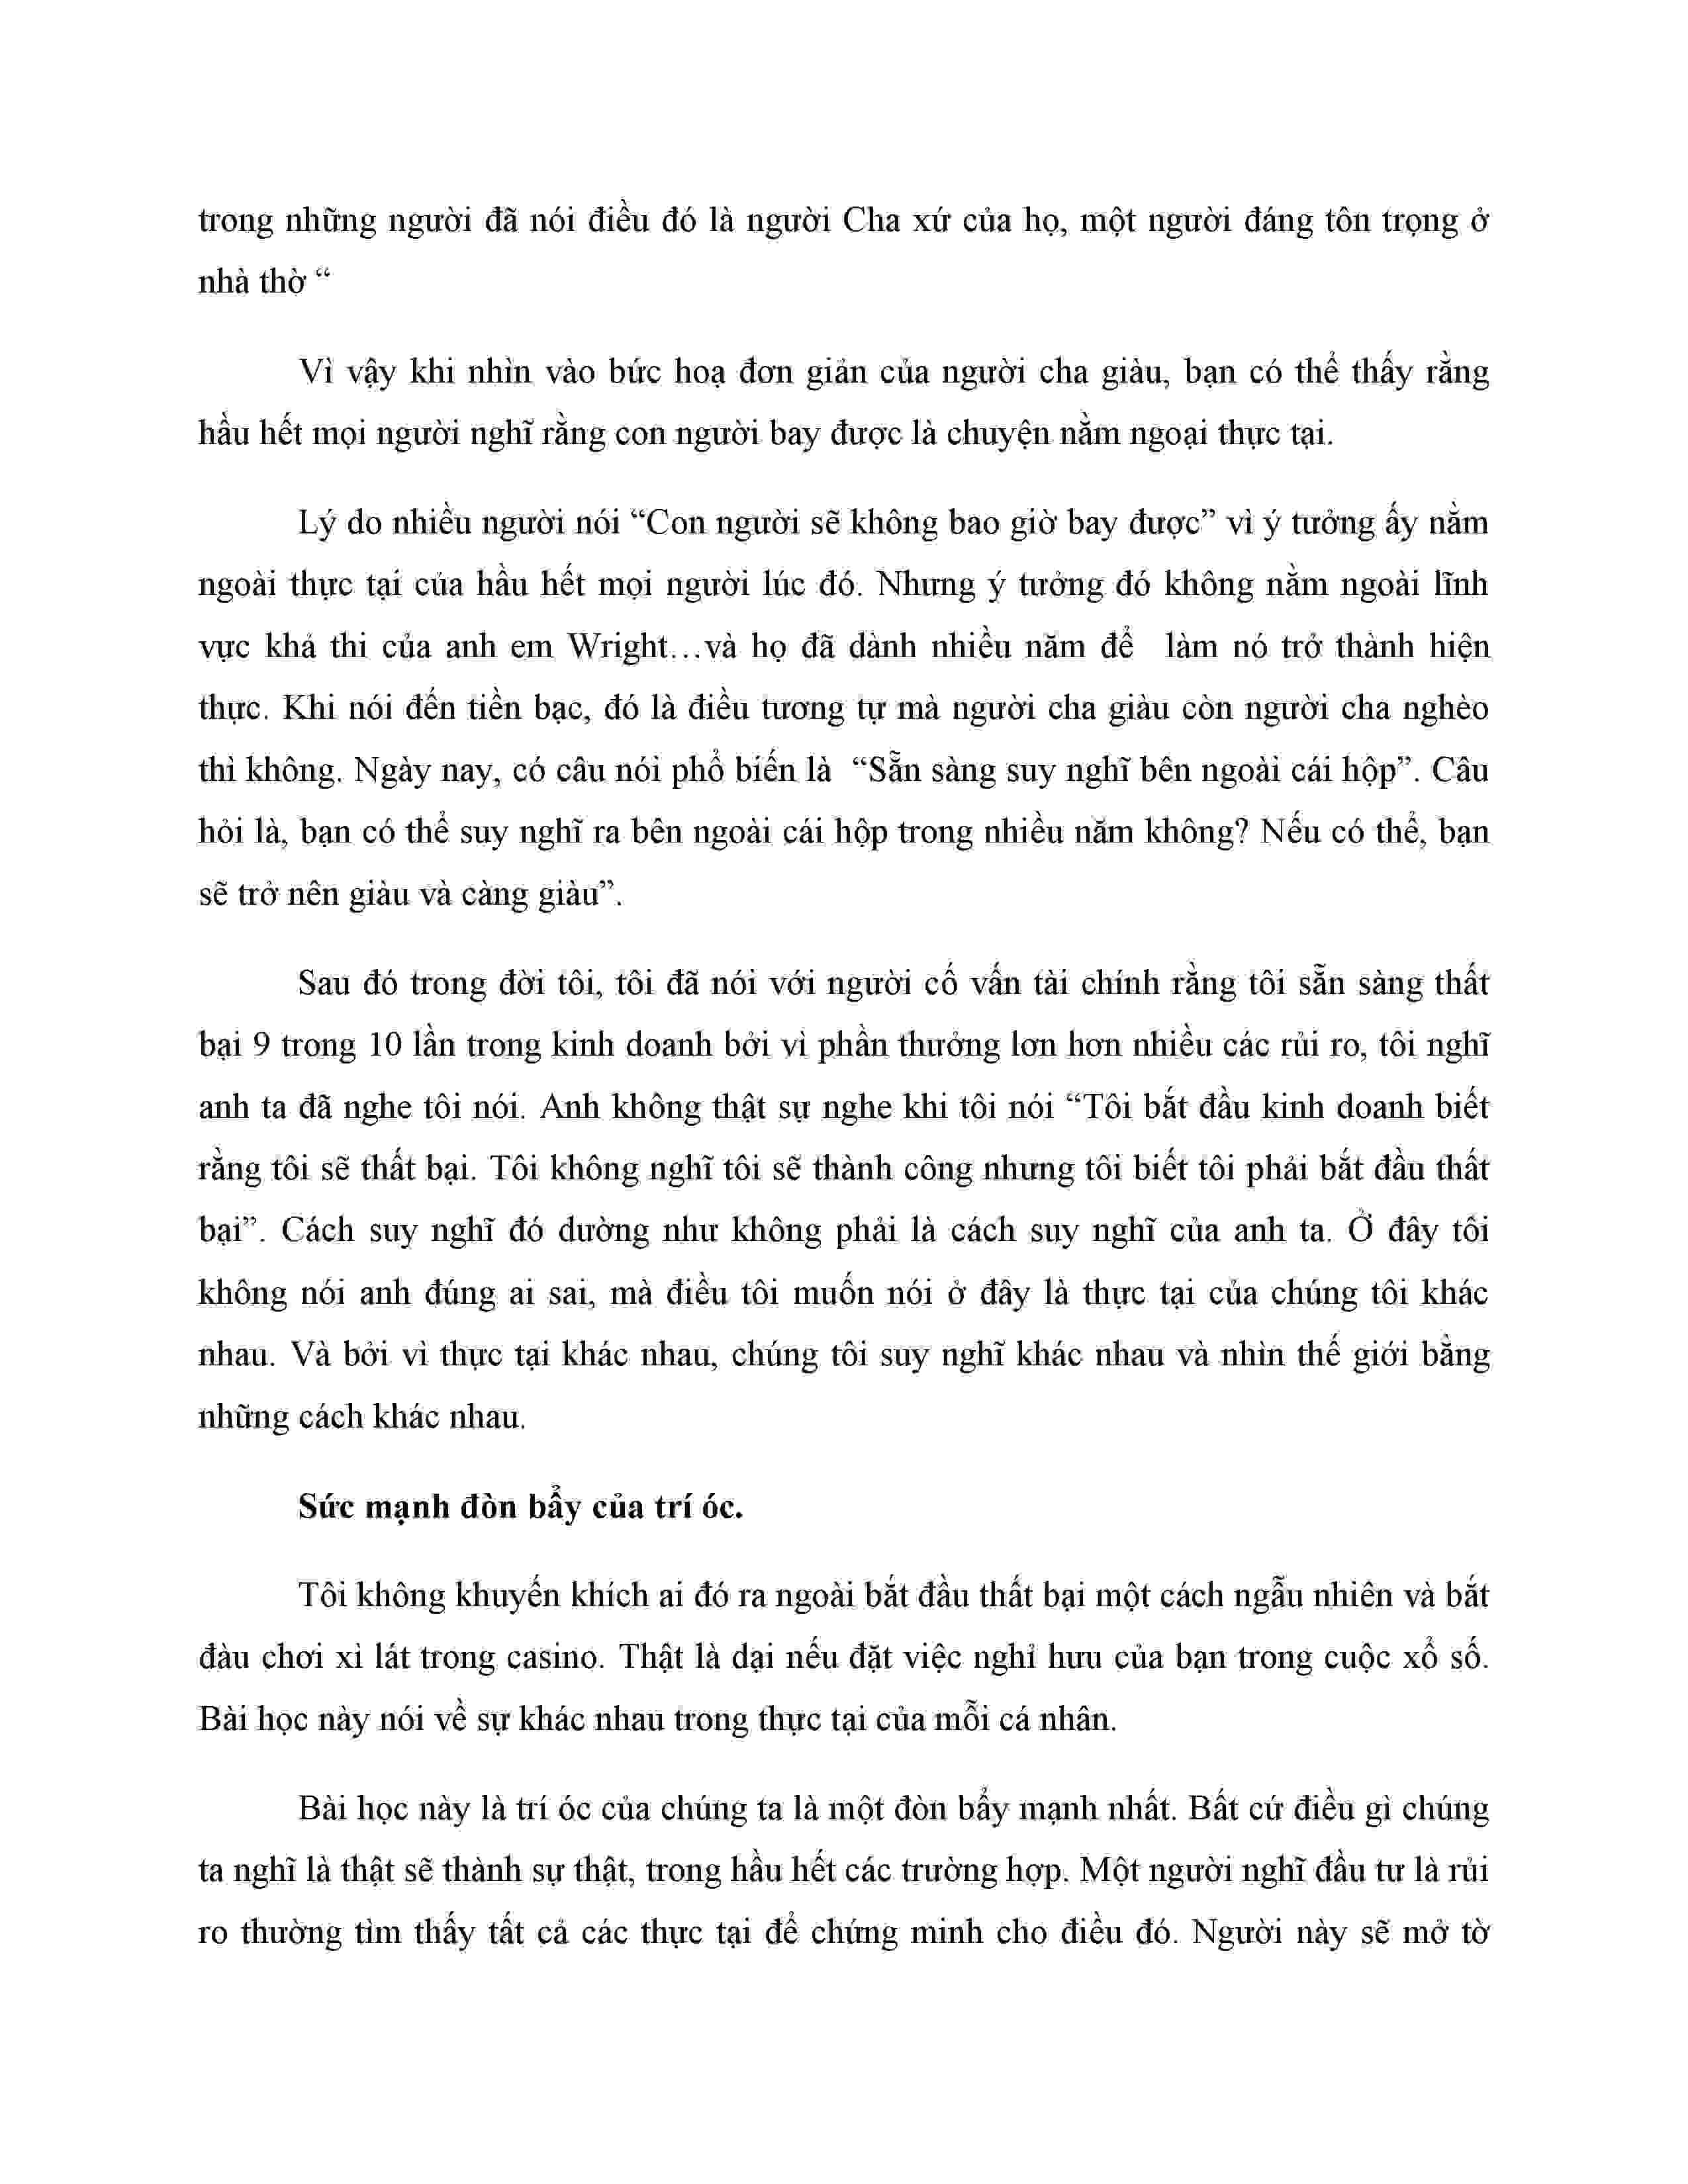 trong những người đã nói điều đó là người Cha xứ của họ, một người đáng tôn trọng ở
nhà thờ “
Vì vậy khi nhìn vào bức hoạ đơn giản của người cha giàu, bạn có thể thấy rằng
hầu hết mọi người nghĩ rằng con người bay được là chuyện nằm ngoại thực tại.
Lý do nhiều người nói “Con người sẽ không bao giờ bay được” vì ý tưởng ấy nằm
ngoài thực tại của hầu hết mọi người lúc đó. Nhưng ý tưởng đó không nằm ngoài lĩnh
vực khả thi của anh em Wright…và họ đã dành nhiều năm để  làm nó trở thành hiện
thực. Khi nói đến tiền bạc, đó là điều tương tự mà người cha giàu còn người cha nghèo
thì không. Ngày nay, có câu nói phổ biến là  “Sẵn sàng suy nghĩ bên ngoài cái hộp”. Câu
hỏi là, bạn có thể suy nghĩ ra bên ngoài cái hộp trong nhiều năm không? Nếu có thể, bạn
sẽ trở nên giàu và càng giàu”.
Sau đó trong đời tôi, tôi đã nói với người cố vấn tài chính rằng tôi sẵn sàng thất
bại 9 trong 10 lần trong kinh doanh bởi vì phần thưởng lơn hơn nhiều các rủi ro, tôi nghĩ
anh ta đã nghe tôi nói. Anh không thật sự nghe khi tôi nói “Tôi bắt đầu kinh doanh biết
rằng tôi sẽ thất bại. Tôi không nghĩ tôi sẽ thành công nhưng tôi biết tôi phải bắt đầu thất
bại”. Cách suy nghĩ đó dường như không phải là cách suy nghĩ của anh ta. Ở đây tôi
không nói anh đúng ai sai, mà điều tôi muốn nói ở đây là thực tại của chúng tôi khác
nhau. Và bởi vì thực tại khác nhau, chúng tôi suy nghĩ khác nhau và nhìn thế giới bằng
những cách khác nhau.
Sức mạnh đòn bẩy của trí óc.
Tôi không khuyến khích ai đó ra ngoài bắt đầu thất bại một cách ngẫu nhiên và bắt
đàu chơi xì lát trong casino. Thật là dại nếu đặt việc nghỉ hưu của bạn trong cuộc xổ số.
Bài học này nói về sự khác nhau trong thực tại của mỗi cá nhân.
Bài học này là trí óc của chúng ta là một đòn bẩy mạnh nhất. Bất cứ điều gì chúng
ta nghĩ là thật sẽ thành sự thật, trong hầu hết các trường hợp. Một người nghĩ đầu tư là rủi
ro thường tìm thấy tất cả các thực tại để chứng minh cho điều đó. Người này sẽ mở tờ